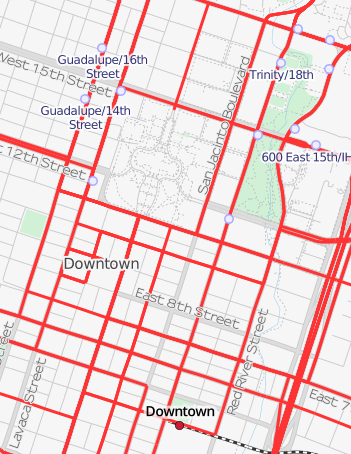 Guadalupe/16th
Street
West 15th Street
Trinity/18th
Guadalupe/14th
Street
San Jacinto Boulevard
600 East 15th/IH
12th Street
Downtown
East 8th Street
Red River Street
Lavaca Street
Street
East 7
Downtown